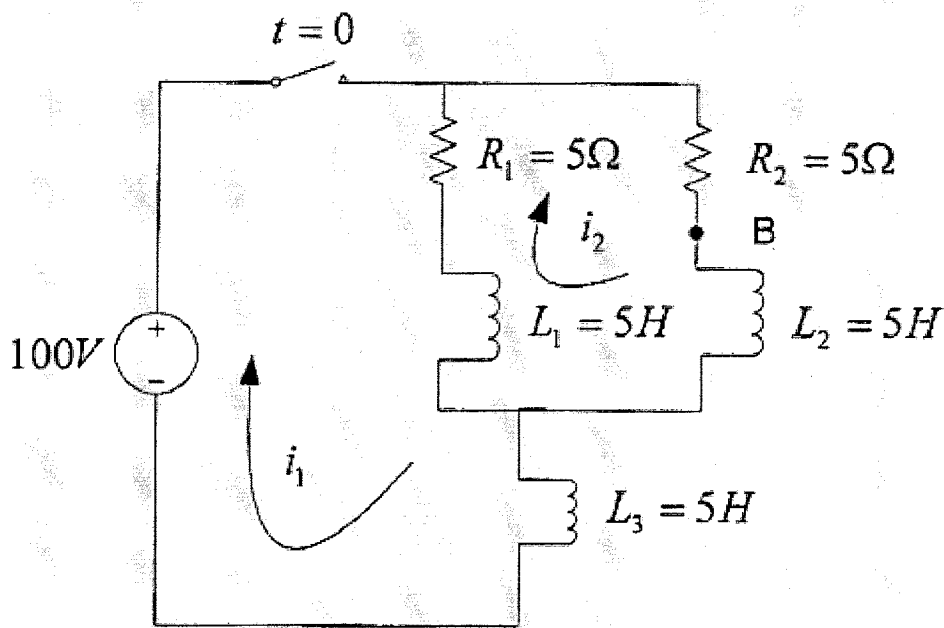 t = 0
R₁ = 5Ω
R₂ = 5Ω
i₂
B
+
100V
-
L₁ = 5H
L₂ = 5H
i₁
L₃ = 5H